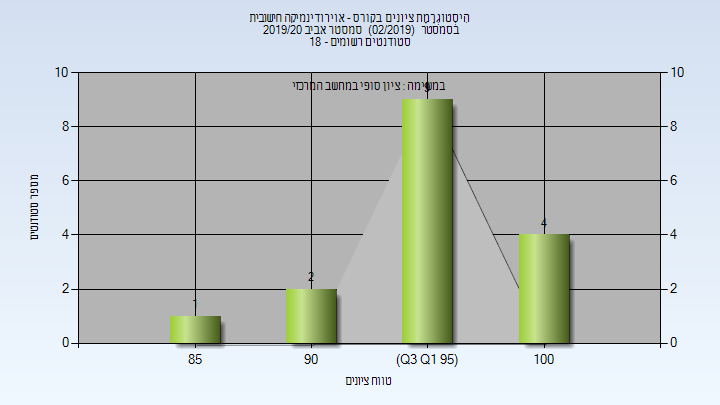 היסטוגרמת ציונים בקורס - אוירודינמיקה חישובית
בסמסטר (02/2019) סמסטר אביב 2019/20
סטודנטים רשומים - 18
במשימה : ציון סופי במחשב המרכזי
10
8
6
4
2
0
10
8
6
4
2
0
מספר סטודנטים
1
2
9
4
85
90
(Q3 Q1 95)
100
טווח ציונים